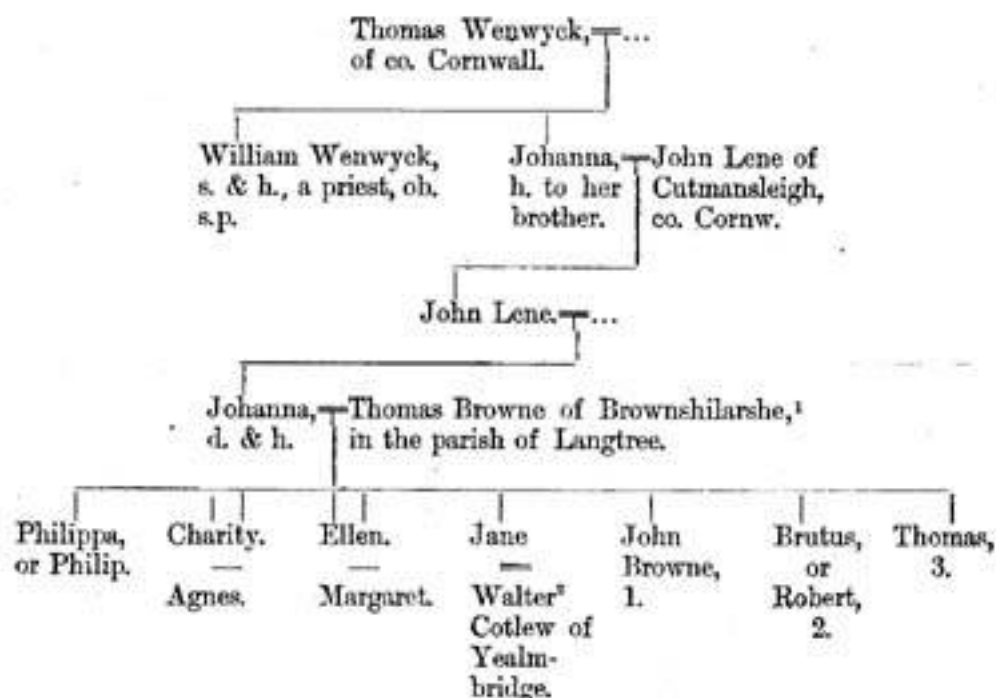 Thomas Wenwyck, = ...
of co. Cornwall.
William Wenwyck,
s. & h., a priest, ob.
s.p.
Johanna, = John Lene of
h. to her
brother.
Cutmansleigh,
co. Cornw.
John Lene. = ...
Johanna, = Thomas Browne of Brownshilarshe,¹
d. & h.
in the parish of Langtree.
Philippa,
or Philip.
Charity.
—
Agnes.
Ellen.
—
Margaret.
Jane
=
Walter²
Cotlew of
Yealm-
bridge.
John
Browne,
1.
Brutus,
or
Robert,
2.
Thomas,
3.